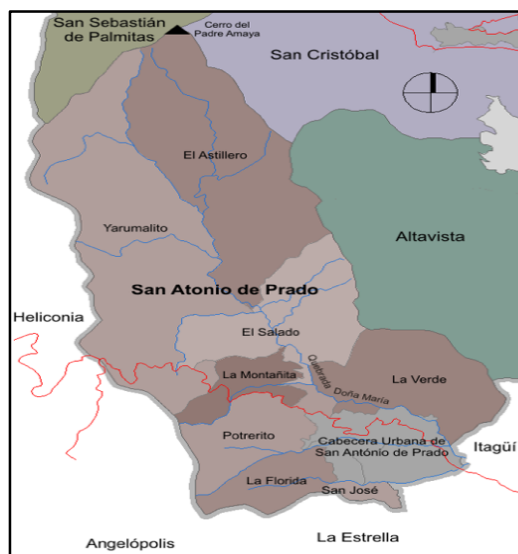 San Sebastián
de Palmitas
Cerro del
Padre Amaya
San Cristóbal
El Astillero
Yarumalito
Altavista
San Atonio de Prado
Heliconia
El Salado
Quebrada
Doña María
La Montañita
La Verde
Potrerito
Cabecera Urbana de
San Antónío de Prado
Itagüí
La Florida
San José
La Estrella
Angelópolis